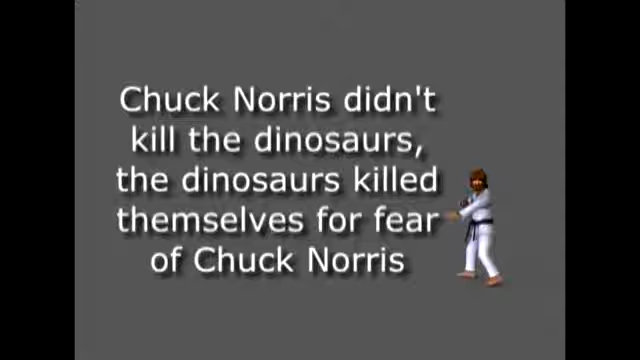 Chuck Norris didn't
kill the dinosaurs,
the dinosaurs killed
themselves for fear
of Chuck Norris